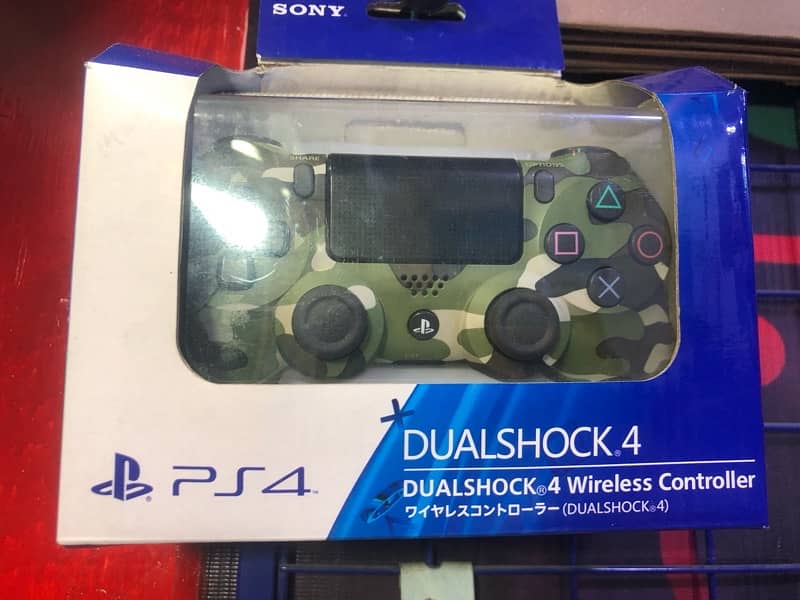 SONY
SHARE
OPTIONS
PS4™
DUALSHOCK®4
DUALSHOCK®4 Wireless Controller
ワイヤレスコントローラー(DUALSHOCK®4)